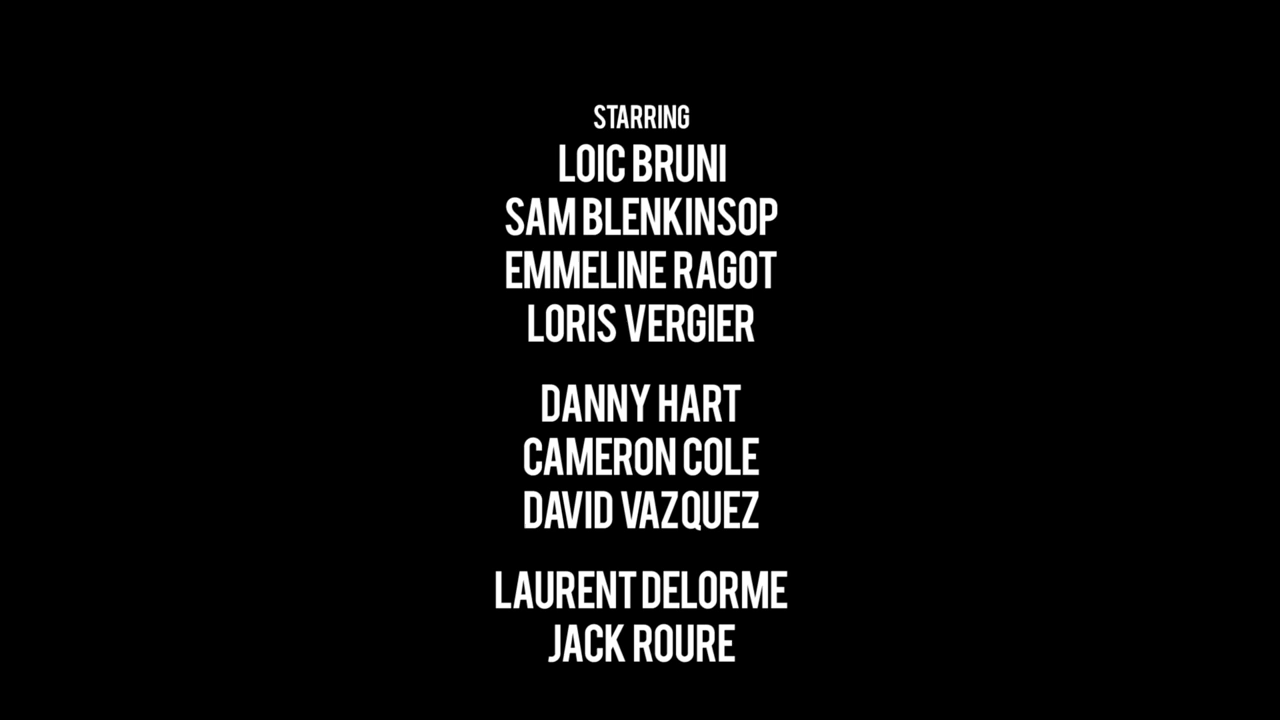 STARRING
LOIC BRUNI
SAM BLENKINSOP
EMMELINE RAGOT
LORIS VERGIER
DANNY HART
CAMERON COLE
DAVID VAZQUEZ
LAURENT DELORME
JACK ROURE